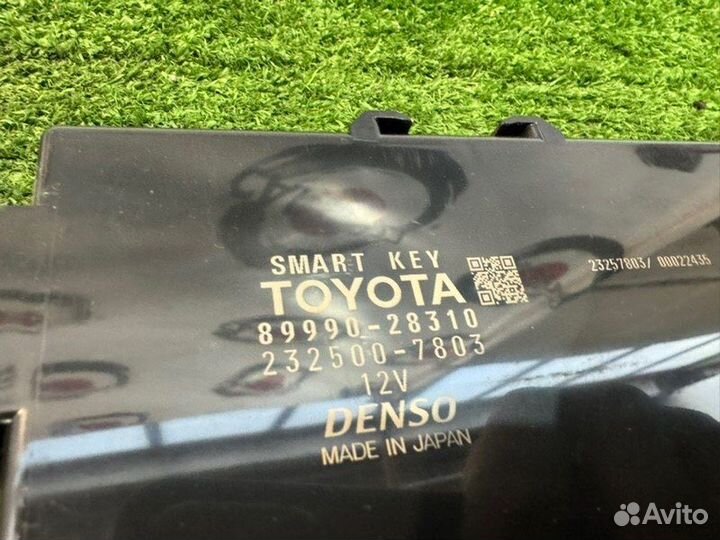 SMART KEY
TOYOTA
89990-28310
232500-7803
12V
DENSO
MADE IN JAPAN
23257803/ 00022435
Avito